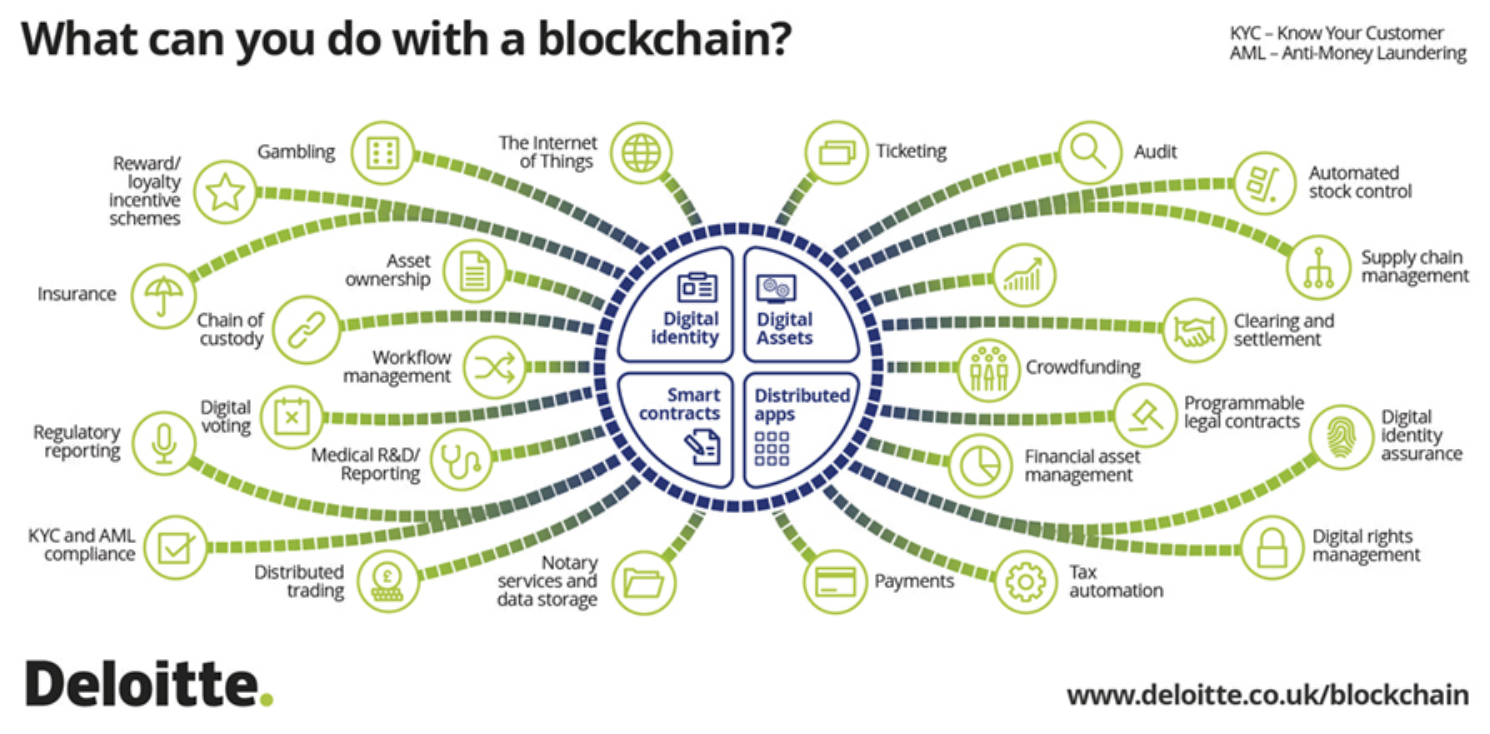 What can you do with a blockchain?
KYC – Know Your Customer
AML – Anti-Money Laundering
Gambling
The Internet
of Things
Ticketing
Audit
Reward/
loyalty
incentive
schemes
Automated
stock control
Asset
ownership
Supply chain
management
Insurance
Chain of
custody
Clearing and
settlement
Workflow
management
Crowdfunding
Digital
identity
Digital
Assets
Smart
contracts
Distributed
apps
Digital
voting
Programmable
legal contracts
Digital
identity
assurance
Regulatory
reporting
Medical R&D/
Reporting
Financial asset
management
KYC and AML
compliance
Digital rights
management
Distributed
trading
£
Notary
services and
data storage
Payments
Tax
automation
Deloitte.
www.deloitte.co.uk/blockchain